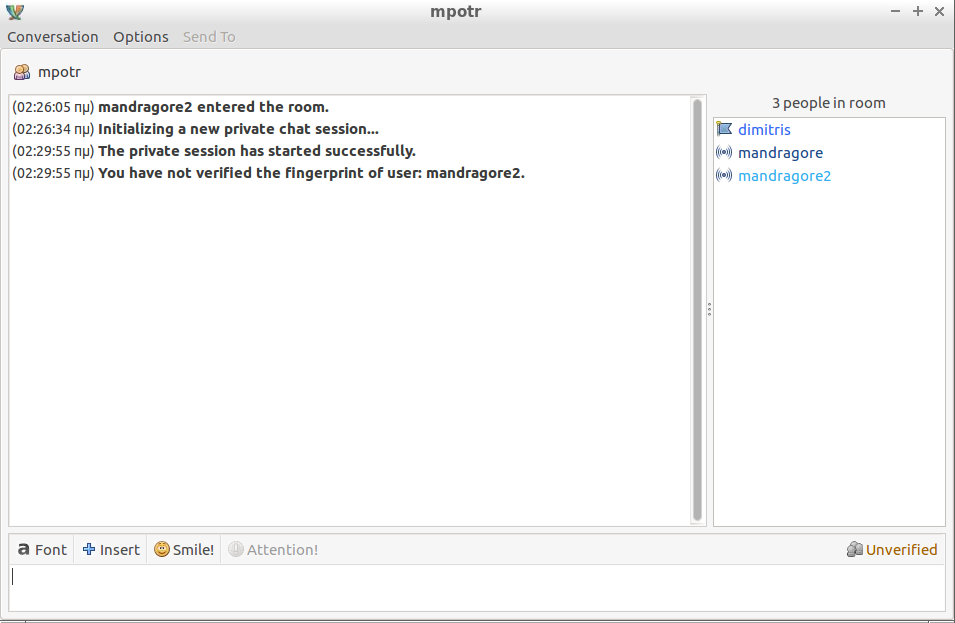 mpotr
Conversation Options Send To
mpotr
(02:26:05 πμ) mandragore2 entered the room.
(02:26:34 πμ) Initializing a new private chat session...
(02:29:55 πμ) The private session has started successfully.
(02:29:55 πμ) You have not verified the fingerprint of user: mandragore2.
3 people in room
dimitris
mandragore
mandragore2
a Font Insert Smile! Attention! Unverified